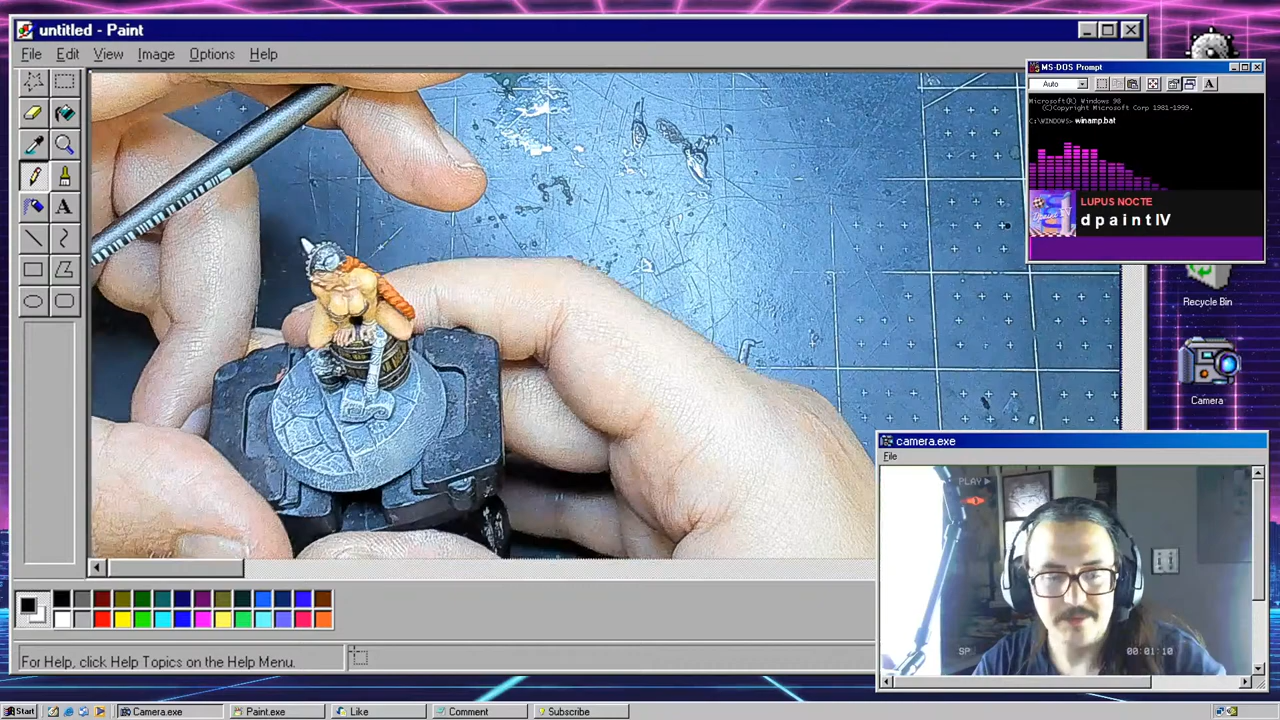 untitled - Paint
File Edit View Image Options Help
MS-DOS Prompt
Auto
A
Microsoft(R) Windows 98
(C)Copyright Microsoft Corp 1981-1999.
C:\WINDOWS> winamp.bat
LUPUS NOCTE
dpaintIV
A
Recycle Bin
Camera
camera.exe
File
PLAY
SP
00:01:10
For Help, click Help Topics on the Help Menu.
Start Camera.exe Paint.exe Like Comment Subscribe